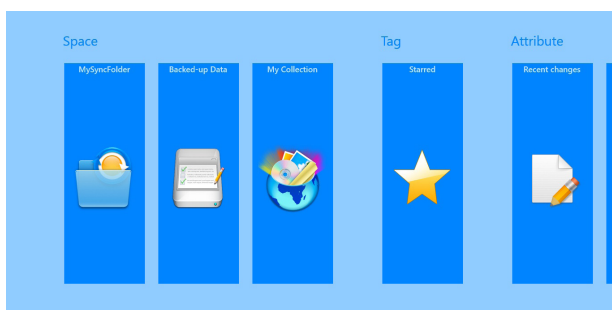 Space
Tag
Attribute
MySyncFolder
Backed-up Data
My Collection
Starred
Recent changes